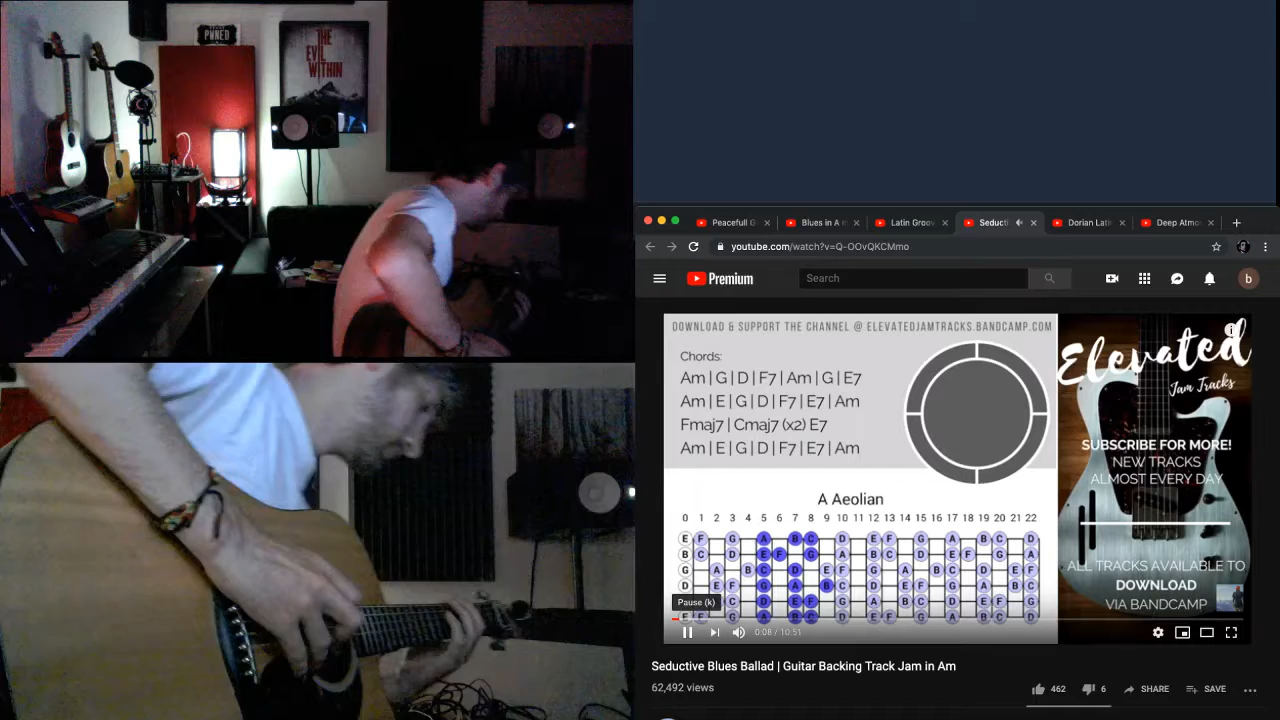 PWNED
THE
EVIL
WITHIN
Peacefull G
Blues in A m
Latin Groov
Seducti
Dorian Lati
Deep Atmo
youtube.com/watch?v=Q-OOvQKCMmo
Premium
Search
b
DOWNLOAD & SUPPORT THE CHANNEL @ ELEVATEDJAMTRACKS.BANDCAMP.COM
Chords:
Am | G | D | F7 | Am | G | E7
Am | E | G | D | F7 | E7 | Am
Fmaj7 | Cmaj7 (x2) E7
Am | E | G | D | F7 | E7 | Am
A Aeolian
0 1 2 3 4 5 6 7 8 9 10 11 12 13 14 15 16 17 18 19 20 21 22
E F G A B C D E F G A B C D
B C D E F G A B C D E F G A
G A B C D E F G A B C D E F
D E F G A B C D E F G A B C
Pause (k)
0:08 / 10:51
Elevated
Jam Tracks
SUBSCRIBE FOR MORE!
NEW TRACKS
ALMOST EVERY DAY
ALL TRACKS AVAILABLE TO
DOWNLOAD
VIA BANDCAMP
Seductive Blues Ballad | Guitar Backing Track Jam in Am
62,492 views
462
6
SHARE
SAVE